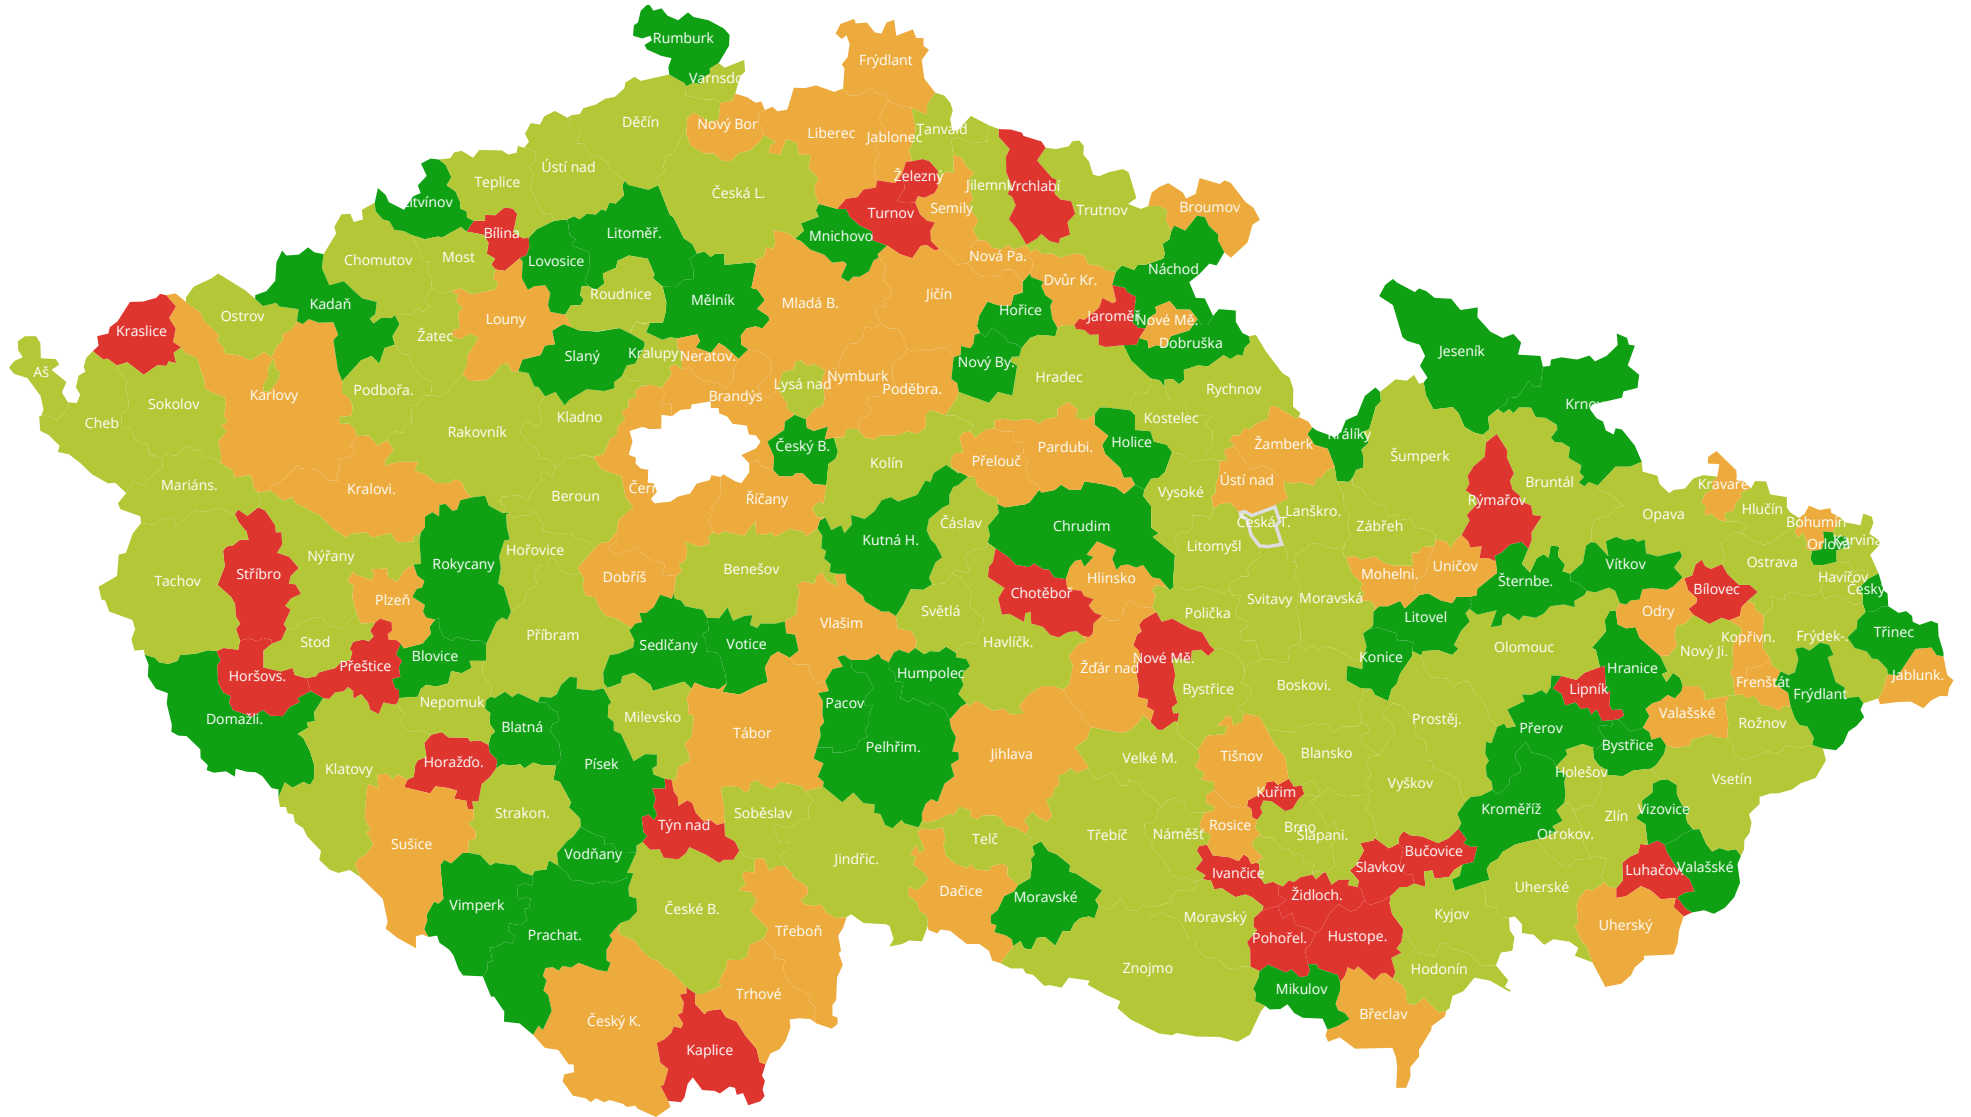 Rumburk
Frýdlant
Varnsdo
Děčín
Nový Bor
Liberec
Jablonec
Tanvald
Ústí nad
Teplice
Česká L.
Železný
Jilemni
Vrchlabí
Litvínov
Turnov
Semily
Trutnov
Broumov
Bílina
Litoměř.
Mnichovo
Chomutov
Most
Lovosice
Nová Pa.
Náchod
Roudnice
Mělník
Mladá B.
Jičín
Dvůr Kr.
Kadaň
Ostrov
Louny
Hořice
Jaroměř
Nové Mě.
Kraslice
Žatec
Slaný
Kralupy
Neratov.
Dobruška
Jeseník
Aš
Nový By.
Karlovy
Podbořa.
Lysá nad
Nymburk
Poděbra.
Hradec
Rychnov
Brandýs
Sokolov
Krnov
Cheb
Rakovník
Kladno
Kostelec
Český B.
Pardubi.
Holice
Žamberk
Králíky
Kolín
Přelouč
Šumperk
Mariáns.
Kralovi.
Beroun
Čern
Říčany
Vysoké
Ústí nad
Bruntál
Kravaře
Rýmařov
Čáslav
Chrudim
Česká T.
Lanškro.
Zábřeh
Opava
Hlučín
Bohumín
Nýřany
Hořovice
Kutná H.
Litomyšl
Orlová
Karviná
Tachov
Stříbro
Rokycany
Dobříš
Benešov
Hlinsko
Mohelni.
Uničov
Šternbe.
Vítkov
Ostrava
Havířov
Plzeň
Chotěboř
Svitavy
Moravská
Bílovec
Český
Stod
Příbram
Vlašim
Světlá
Polička
Litovel
Odry
Sedlčany
Votice
Havlíčk.
Olomouc
Kopřivn.
Frýdek-.
Třinec
Přeštice
Blovice
Nové Mě.
Konice
Nový Ji.
Horšovs.
Humpolec
Žďár nad
Bystřice
Boskovi.
Lipník
Hranice
Frenštát
Frýdlant
Jablunk.
Nepomuk
Pacov
Domažli.
Blatná
Milevsko
Tábor
Prostěj.
Přerov
Valašské
Rožnov
Klatovy
Horažďo.
Písek
Pelhřim.
Jihlava
Velké M.
Tišnov
Blansko
Bystřice
Vyškov
Holešov
Vsetín
Strakon.
Týn nad
Soběslav
Kuřim
Kroměříž
Vizovice
Zlín
Sušice
Telč
Třebíč
Náměšť
Rosice
Brno
Šlapani.
Otrokov.
Vodňany
Jindřic.
Ivančice
Slavkov
Bučovice
Luhačov.
Valašské
Vimperk
České B.
Dačice
Moravské
Židloch.
Uherské
Moravský
Kyjov
Uherský
Prachat.
Třeboň
Pohořel.
Hustope.
Znojmo
Hodonín
Trhové
Mikulov
Český K.
Břeclav
Kaplice